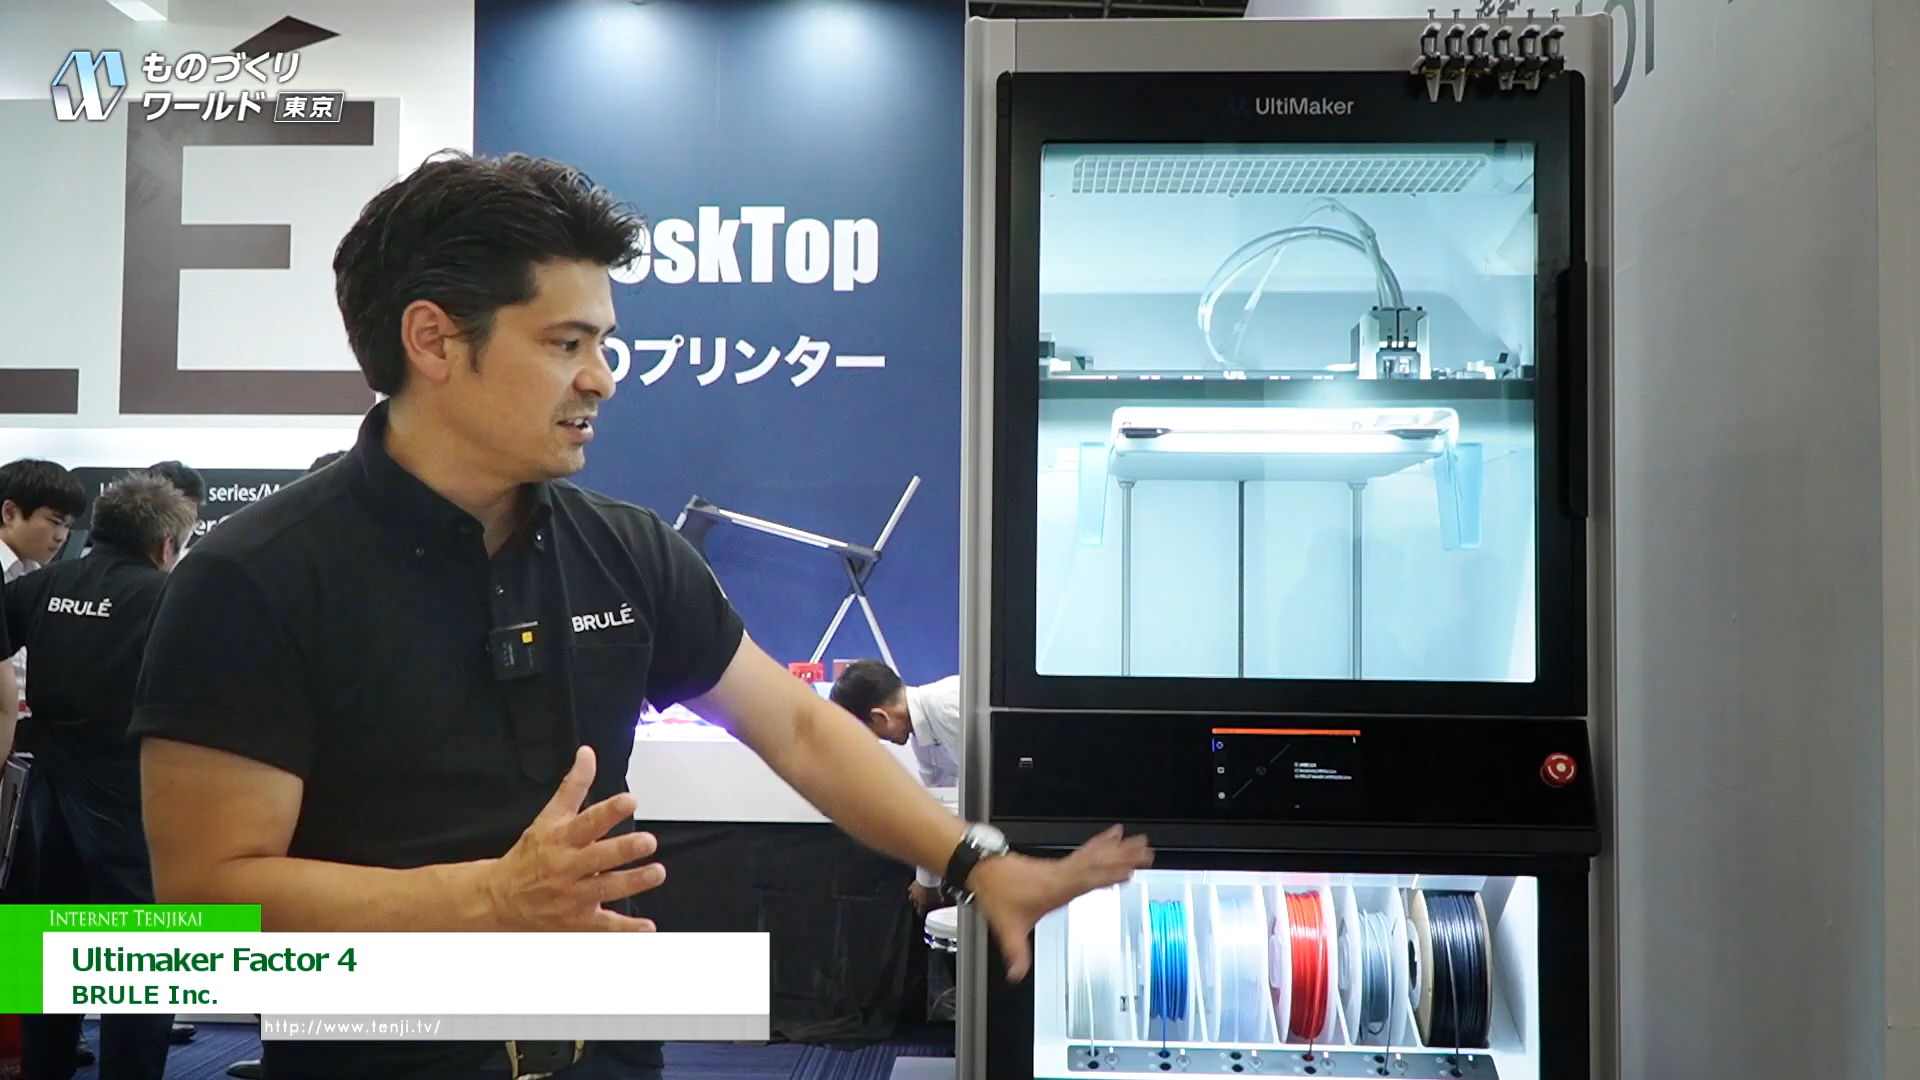 ものづくり
ワールド 東京
LÉ
UltiMaker
eskTop
Dプリンター
series/M
BRULÉ
BRULÉ
INTERNET TENJIKAI
Ultimaker Factor 4
BRULE Inc.
http://www.tenji.tv/